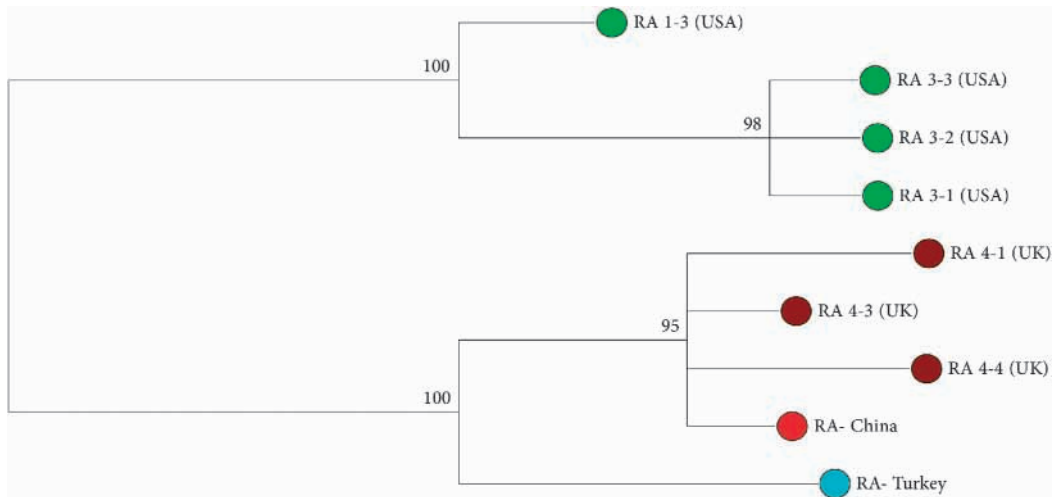 RA 1-3 (USA)
100
RA 3-3 (USA)
98
RA 3-2 (USA)
RA 3-1 (USA)
RA 4-1 (UK)
RA 4-3 (UK)
95
RA 4-4 (UK)
100
RA- China
RA- Turkey